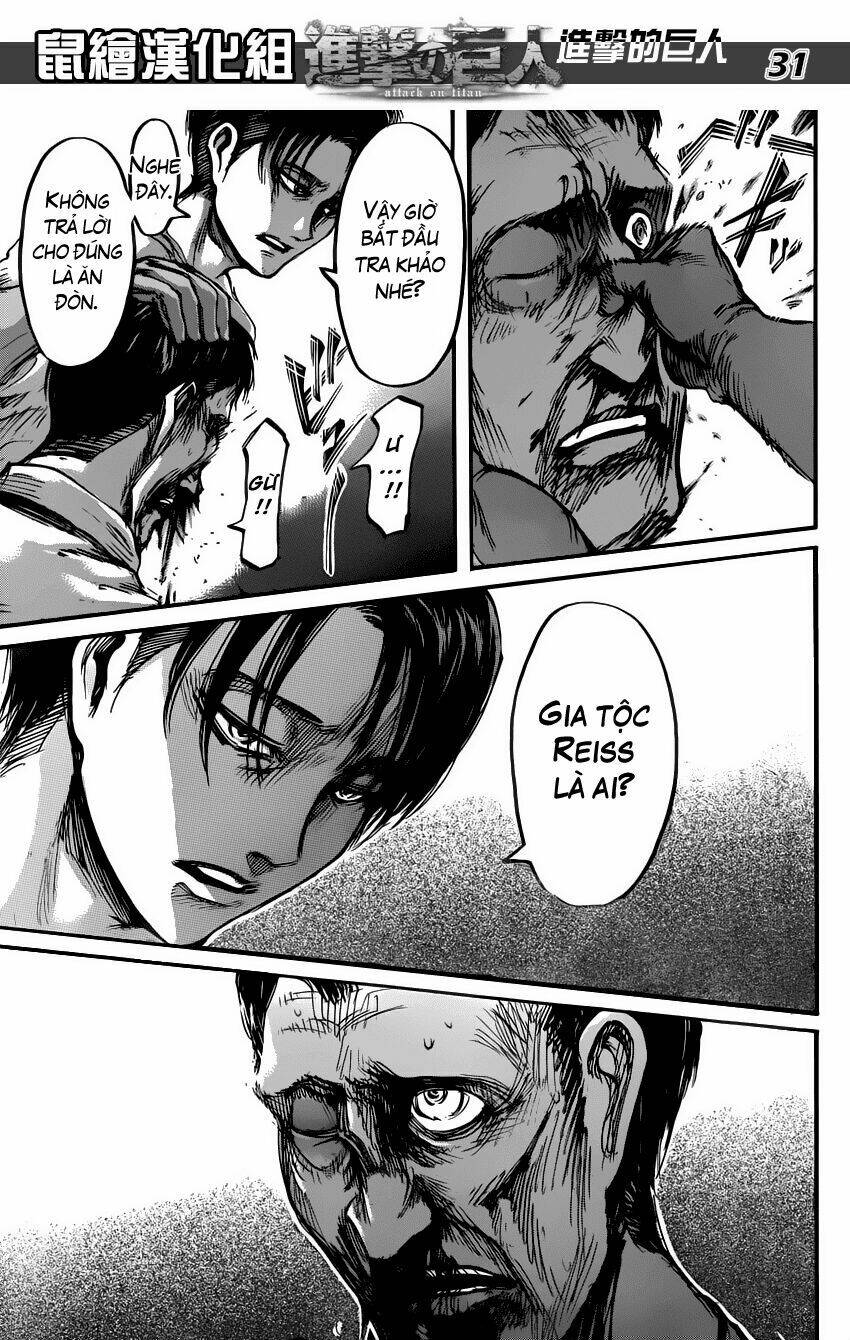 鼠繪漢化組
進撃の巨人
attack on titan
進擊的巨人
31
VẬY GIỜ
BẮT ĐẦU
TRA KHẢO
NHÉ?
NGHE
ĐÂY.
KHÔNG
TRẢ LỜI
CHO ĐÚNG
LÀ ĂN
ĐÒN.
Ư
...!!
GỪ
!!
GIA TỘC
REISS
LÀ AI?